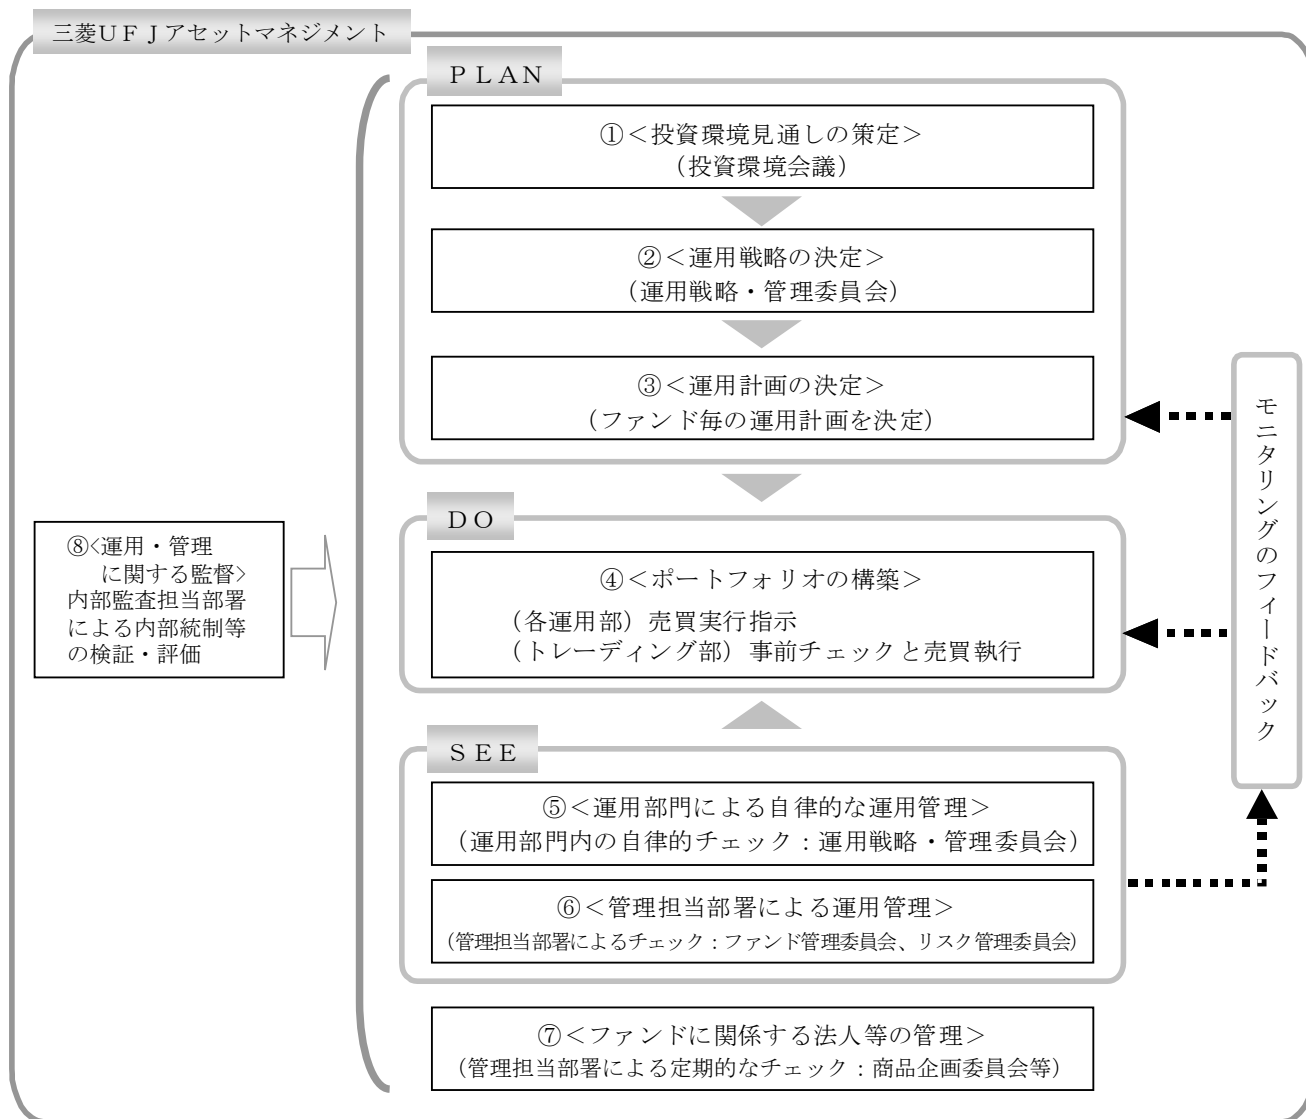 三菱ＵＦＪアセットマネジメント
ＰＬＡＮ
①＜投資環境見通しの策定＞
（投資環境会議）
②＜運用戦略の決定＞
（運用戦略・管理委員会）
③＜運用計画の決定＞
（ファンド毎の運用計画を決定）
ＤＯ
④＜ポートフォリオの構築＞
（各運用部）売買実行指示
（トレーディング部）事前チェックと売買執行
ＳＥＥ
⑤＜運用部門による自律的な運用管理＞
（運用部門内の自律的チェック：運用戦略・管理委員会）
⑥＜管理担当部署による運用管理＞
（管理担当部署によるチェック：ファンド管理委員会、リスク管理委員会）
⑦＜ファンドに関係する法人等の管理＞
（管理担当部署による定期的なチェック：商品企画委員会等）
⑧<運用・管理
に関する監督>
内部監査担当部署
による内部統制等
の検証・評価
モニタリングのフィードバック